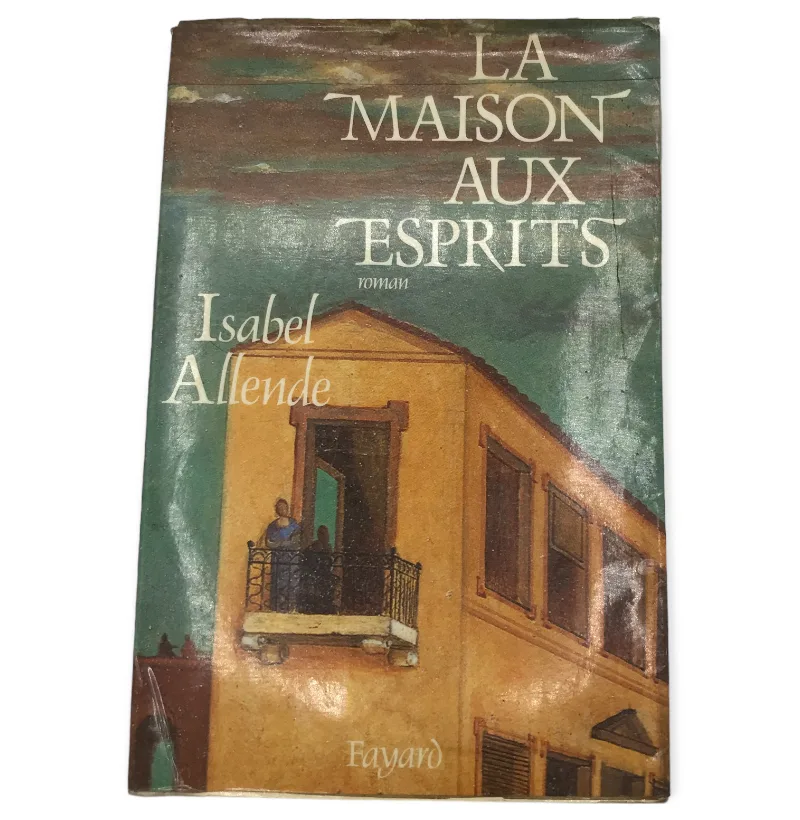 LA
MAISON
AUX
ESPRITS
roman
Isabel
Allende
Fayard